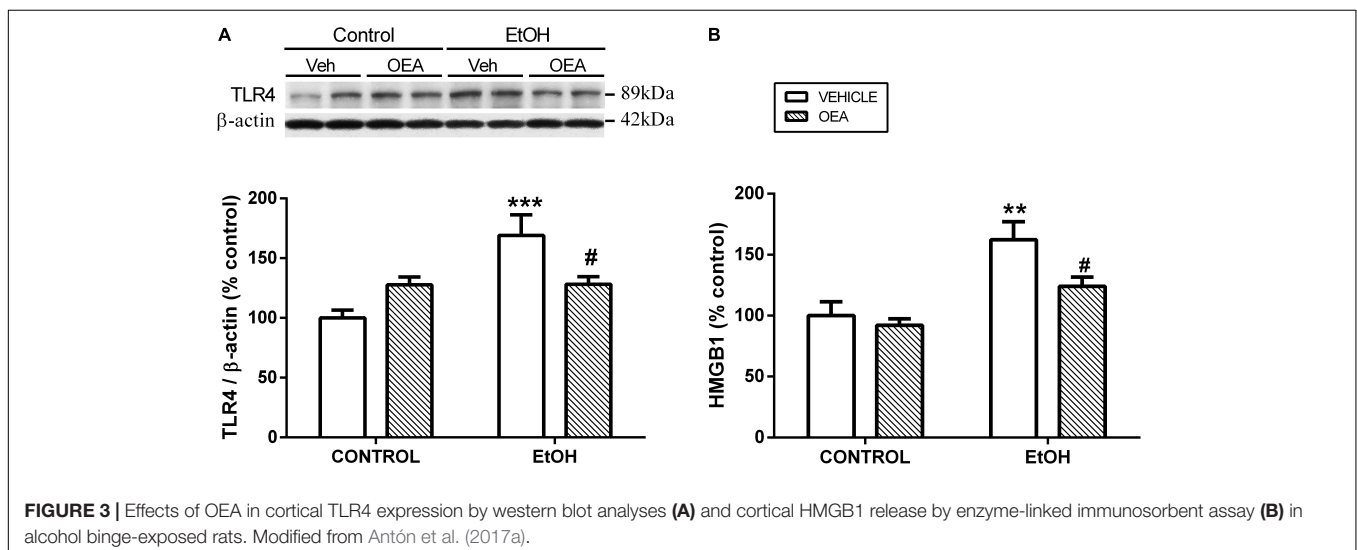 A
Control EtOH
Veh OEA Veh OEA
TLR4 89kDa
β-actin 42kDa
TLR4 / β-actin (% control)
200
150
100
50
0
***
#
CONTROL EtOH
B
VEHICLE
OEA
HMGB1 (% control)
200
150
100
50
0
**
#
CONTROL EtOH
FIGURE 3 | Effects of OEA in cortical TLR4 expression by western blot analyses (A) and cortical HMGB1 release by enzyme-linked immunosorbent assay (B) in
alcohol binge-exposed rats. Modified from Antón et al. (2017a).